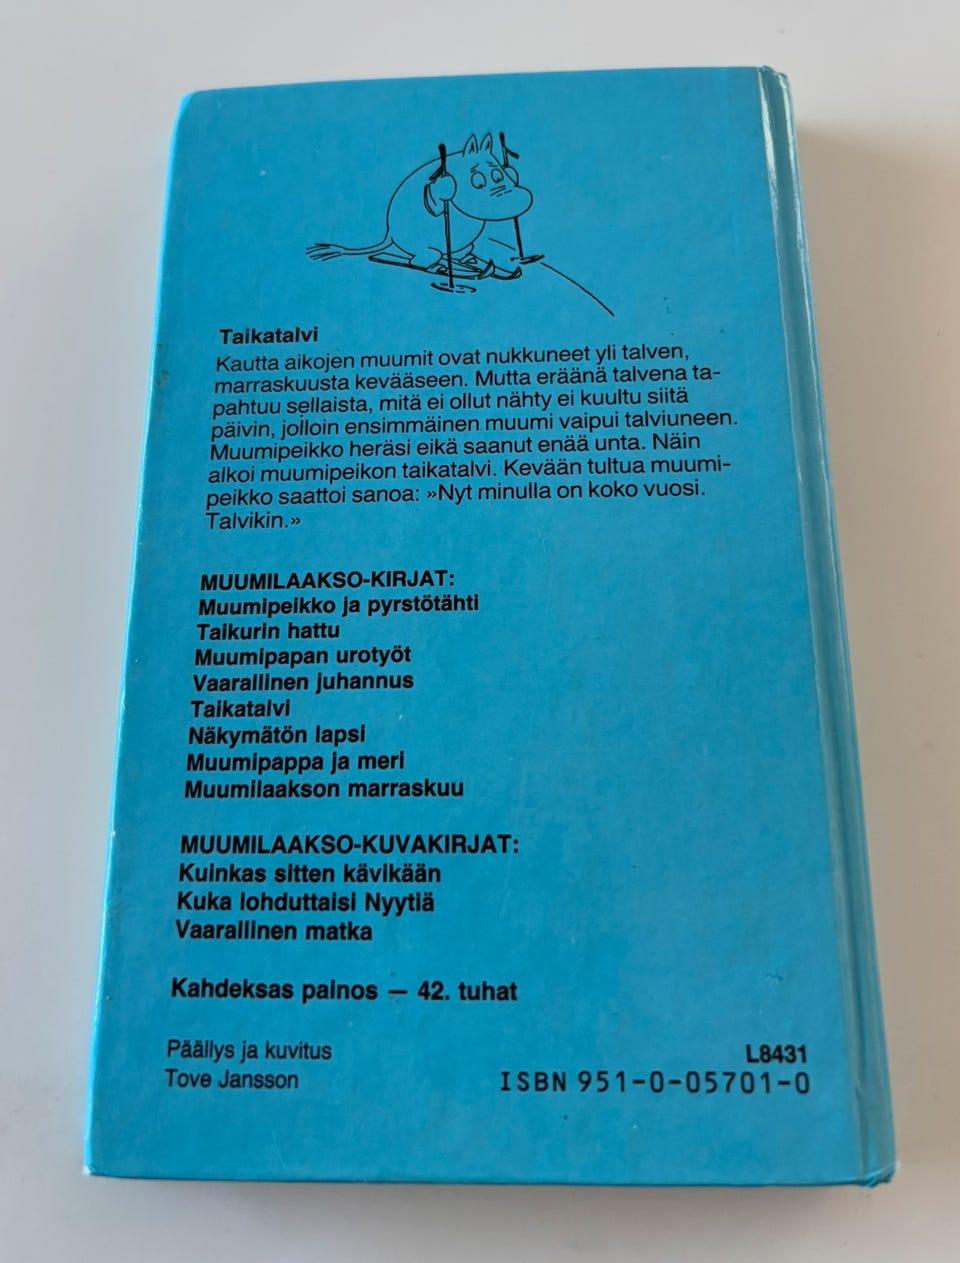 Taikatalvi
Kautta aikojen muumit ovat nukkuneet yli talven,
marraskuusta kevääseen. Mutta eräänä talvena ta-
pahtuu sellaista, mitä ei ollut nähty ei kuultu siitä
päivin, jolloin ensimmäinen muumi vaipui talviuneen.
Muumipeikko heräsi eikä saanut enää unta. Näin
alkoi muumipeikon taikatalvi. Kevään tultua muumi-
peikko saattoi sanoa: »Nyt minulla on koko vuosi.
Talvikin.»
MUUMILAAKSO-KIRJAT:
Muumipeikko ja pyrstötähti
Taikurin hattu
Muumipapan urotyöt
Vaarallinen juhannus
Taikatalvi
Näkymätön lapsi
Muumipappa ja meri
Muumilaakson marraskuu
MUUMILAAKSO-KUVAKIRJAT:
Kuinkas sitten kävikään
Kuka lohduttaisi Nyytiä
Vaarallinen matka
Kahdeksas painos — 42. tuhat
Päällys ja kuvitus
Tove Jansson
L8431
ISBN 951-0-05701-0